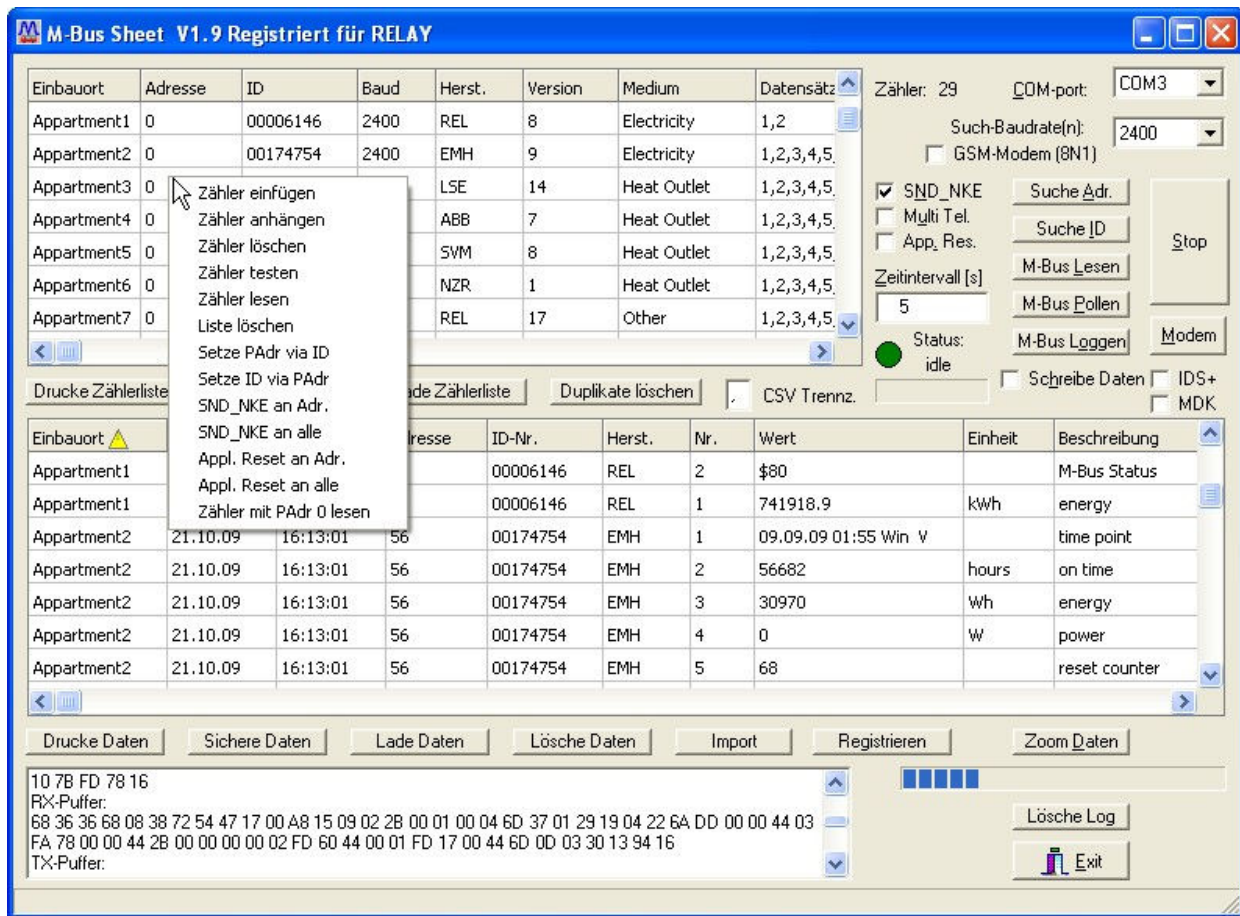 M-Bus Sheet V1.9 Registriert für RELAY
Einbauort Adresse ID Baud Herst. Version Medium Datensätz
Appartment1 0 00006146 2400 REL 8 Electricity 1,2
Appartment2 0 00174754 2400 EMH 9 Electricity 1,2,3,4,5,
Appartment3 0 LSE 14 Heat Outlet 1,2,3,4,5,
Appartment4 0 ABB 7 Heat Outlet 1,2,3,4,5,
Appartment5 0 SVM 8 Heat Outlet 1,2,3,4,5,
Appartment6 0 NZR 1 Heat Outlet 1,2,3,4,5,
Appartment7 0 REL 17 Other 1,2,3,4,5,
Zähler: 29 COM-port: COM3
Such-Baudrate(n): 2400
GSM-Modem (8N1)
SND_NKE Suche Adr.
Multi Tel. Suche ID
App. Res. Stop
Zeitintervall [s] M-Bus Lesen
5 M-Bus Pollen
Status: M-Bus Loggen Modem
idle
Schreibe Daten IDS+
MDK
Zähler einfügen
Zähler anhängen
Zähler löschen
Zähler testen
Zähler lesen
Liste löschen
Setze PAdr via ID
Setze ID via PAdr
SND_NKE an Adr.
SND_NKE an alle
Appl. Reset an Adr.
Appl. Reset an alle
Zähler mit PAdr 0 lesen
Drucke Zählerliste ade Zählerliste Duplikate löschen , CSV Trennz.
Einbauort resse ID-Nr. Herst. Nr. Wert Einheit Beschreibung
Appartment1 00006146 REL 2 $80 M-Bus Status
Appartment1 00006146 REL 1 741918.9 kWh energy
Appartment2 21.10.09 16:13:01 56 00174754 EMH 1 09.09.09 01:55 Win V time point
Appartment2 21.10.09 16:13:01 56 00174754 EMH 2 56682 hours on time
Appartment2 21.10.09 16:13:01 56 00174754 EMH 3 30970 Wh energy
Appartment2 21.10.09 16:13:01 56 00174754 EMH 4 0 W power
Appartment2 21.10.09 16:13:01 56 00174754 EMH 5 68 reset counter
Drucke Daten Sichere Daten Lade Daten Lösche Daten Import Registrieren Zoom Daten
10 7B FD 78 16
RX-Puffer:
68 36 36 68 08 38 72 54 47 17 00 A8 15 09 02 2B 00 01 00 04 6D 37 01 29 19 04 22 6A DD 00 00 44 03
FA 78 00 00 44 2B 00 00 00 00 02 FD 60 44 00 01 FD 17 00 44 6D 0D 03 30 13 94 16
TX-Puffer:
Lösche Log
Exit